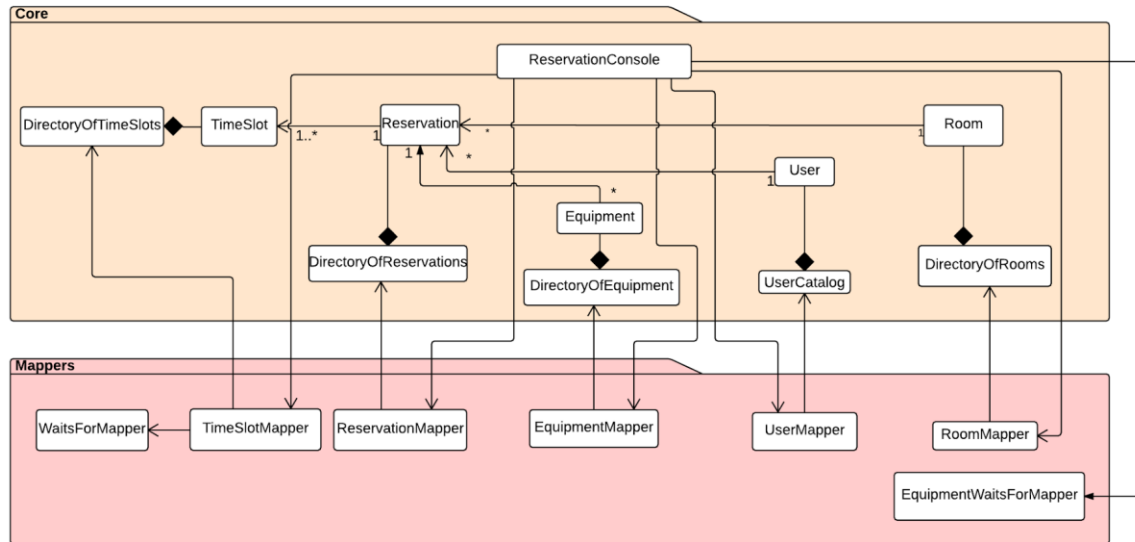 Core
ReservationConsole
DirectoryOfTimeSlots
TimeSlot
Reservation
Room
1..*
1
*
1
1
*
User
1
*
Equipment
DirectoryOfReservations
DirectoryOfEquipment
UserCatalog
DirectoryOfRooms
Mappers
WaitsForMapper
TimeSlotMapper
ReservationMapper
EquipmentMapper
UserMapper
RoomMapper
EquipmentWaitsForMapper